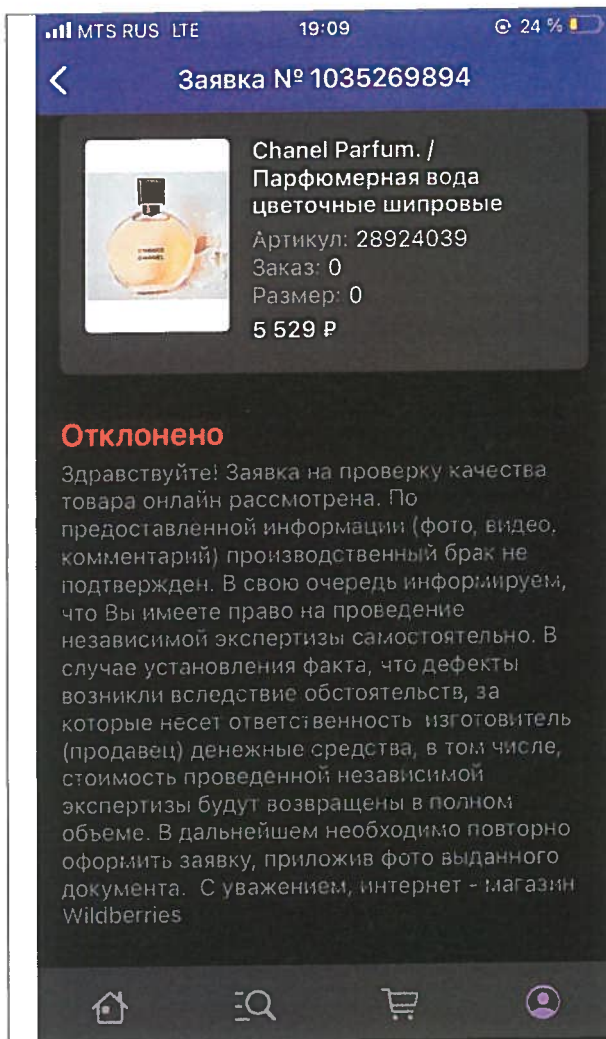 MTS RUS LTE 19:09 24 %
Заявка № 1035269894
Chanel Parfum. /
Парфюмерная вода
цветочные шипровые
Артикул: 28924039
Заказ: 0
Размер: 0
5 529 ₽
CHANCE
CHANEL
Отклонено
Здравствуйте! Заявка на проверку качества
товара онлайн рассмотрена. По
предоставленной информации (фото, видео,
комментарий) производственный брак не
подтвержден. В свою очередь информируем,
что Вы имеете право на проведение
независимой экспертизы самостоятельно. В
случае установления факта, что дефекты
возникли вследствие обстоятельств, за
которые несет ответственность изготовитель
(продавец) денежные средства, в том числе,
стоимость проведенной независимой
экспертизы будут возвращены в полном
объеме. В дальнейшем необходимо повторно
оформить заявку, приложив фото выданного
документа. С уважением, интернет - магазин
Wildberries